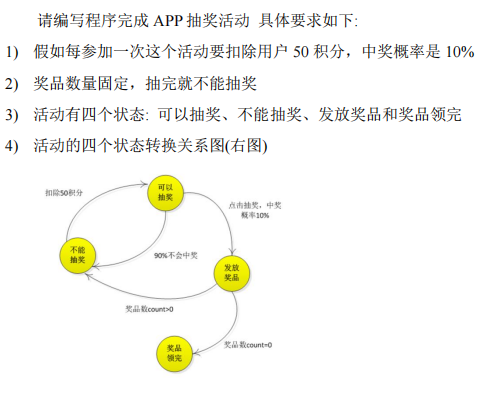 请编写程序完成 APP 抽奖活动 具体要求如下:
1) 假如每参加一次这个活动要扣除用户 50 积分，中奖概率是 10%
2) 奖品数量固定，抽完就不能抽奖
3) 活动有四个状态: 可以抽奖、不能抽奖、发放奖品和奖品领完
4) 活动的四个状态转换关系图(右图)
扣除50积分
可以
抽奖
点击抽奖，中奖
概率10%
不能
抽奖
90%不会中奖
发放
奖品
奖品数count>0
奖品数count=0
奖品
领完